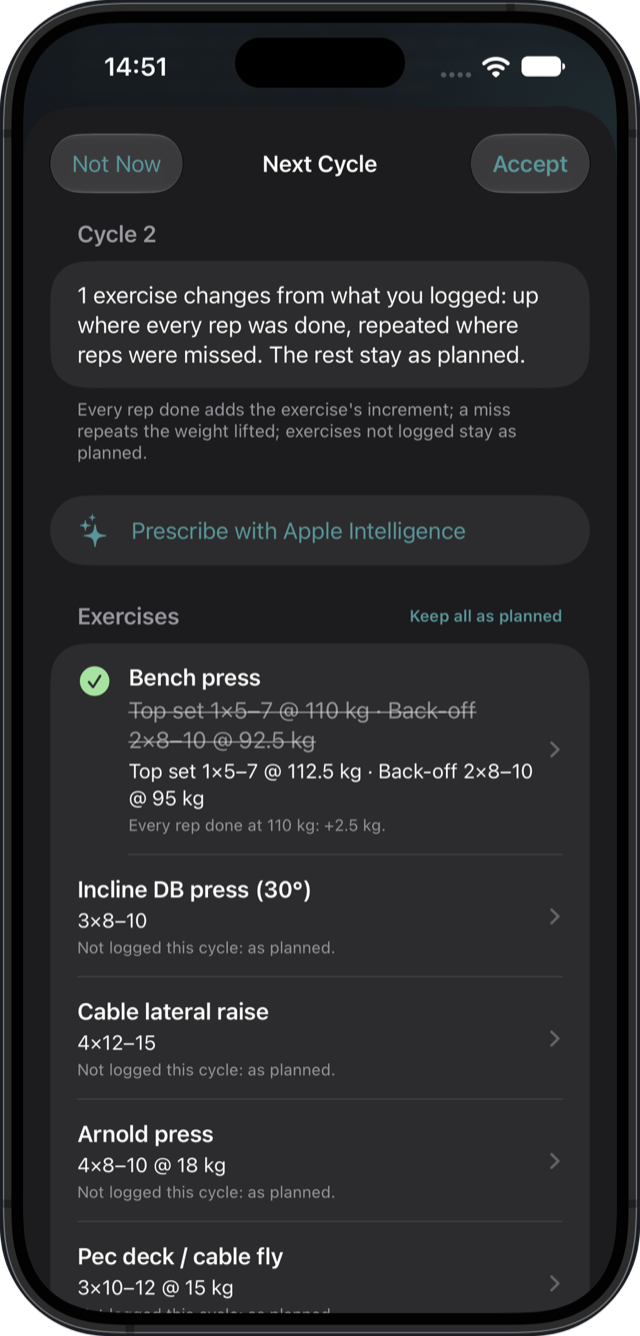 14:51
Not Now
Next Cycle
Accept
Cycle 2
1 exercise changes from what you logged: up
where every rep was done, repeated where
reps were missed. The rest stay as planned.
Every rep done adds the exercise's increment; a miss
repeats the weight lifted; exercises not logged stay as
planned.
Prescribe with Apple Intelligence
Exercises
Keep all as planned
Bench press
Top set 1×5–7 @ 110 kg · Back-off
2×8–10 @ 92.5 kg
Top set 1×5–7 @ 112.5 kg · Back-off 2×8–10
@ 95 kg
Every rep done at 110 kg: +2.5 kg.
Incline DB press (30°)
3×8–10
Not logged this cycle: as planned.
Cable lateral raise
4×12–15
Not logged this cycle: as planned.
Arnold press
4×8–10 @ 18 kg
Not logged this cycle: as planned.
Pec deck / cable fly
3×10–12 @ 15 kg
logged this cycle: as planned.